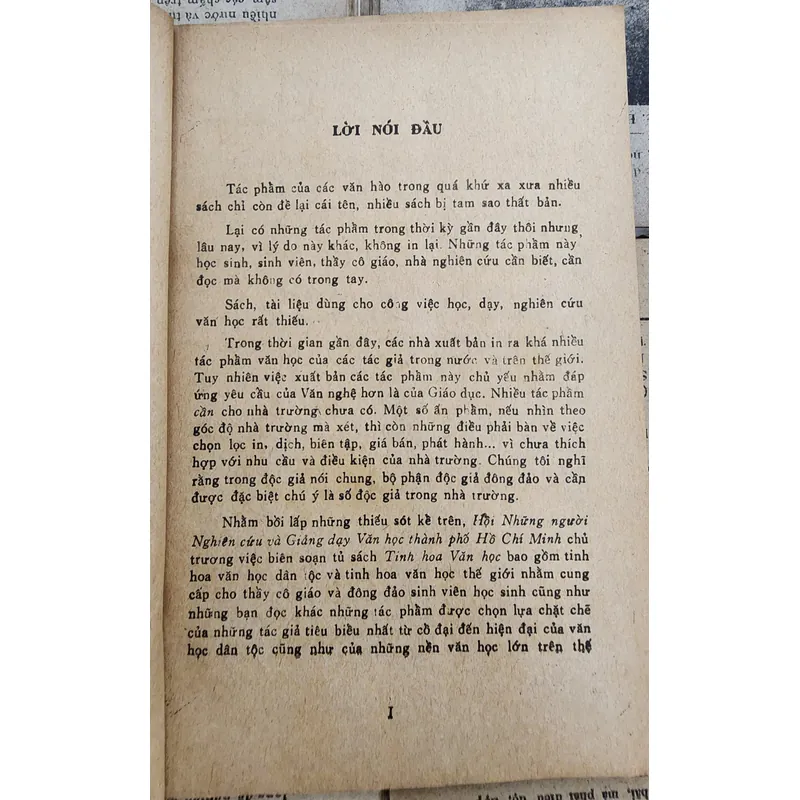 LỜI NÓI ĐẦU
Tác phầm của các văn hào trong quá khứ xa xưa nhiều
sách chỉ còn đề lại cái tên, nhiều sách bị tam sao thất bản.
Lại có những tác phầm trong thời kỳ gần đây thôi nhưng
lâu nay, vì lý do này khác, không in lại. Những tác phầm này
học sinh, sinh viên, thầy cô giáo, nhà nghiên cứu cần biết, cần
đọc mà không có trong tay.
Sách, tài liệu dùng cho công việc học, dạy, nghiên cứu
văn học rất thiếu.
Trong thời gian gần đây, các nhà xuất bản in ra khá nhiều
tác phầm văn học của các tác giả trong nước và trên thế giới.
Tuy nhiên việc xuất bản các tác phầm này chủ yếu nhằm đáp
ứng yêu cầu của Văn nghệ hơn là của Giáo dục. Nhiều tác phầm
cần cho nhà trường chưa có. Một số ấn phầm, nếu nhìn theo
góc độ nhà trường mà xét, thì còn những điều phải bàn về việc
chọn lọc in, dịch, biên tập, giá bán, phát hành... vì chưa thích
hợp với nhu cầu và điều kiện của nhà trường. Chúng tôi nghĩ
rằng trong độc giả nói chung, bộ phận độc giả đông đảo và cần
được đặc biệt chú ý là số độc giả trong nhà trường.
Nhằm bồi lấp những thiếu sót kề trên, Hội Những người
Nghiên cứu và Giảng dạy Văn học thành phố Hồ Chí Minh chủ
trương việc biên soạn tủ sách Tinh hoa Văn học bao gồm tinh
hoa văn học dân tộc và tinh hoa văn học thế giới nhằm cung
cấp cho thầy cô giáo và đông đảo sinh viên học sinh cũng như
những bạn đọc khác những tác phầm được chọn lựa chặt chẽ
của những tác giả tiêu biều nhất từ cồ đại đến hiện đại của văn
học dân tộc cũng như của những nền văn học lớn trên thế
I